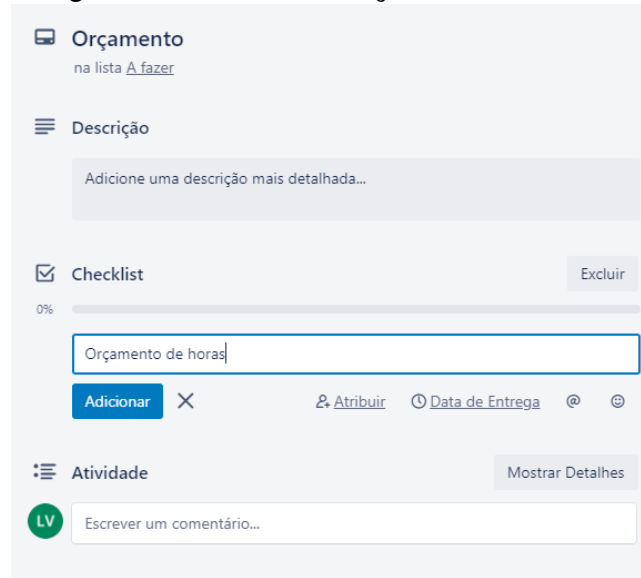 Orçamento
na lista A fazer
Descrição
Adicione uma descrição mais detalhada...
Checklist
Excluir
0%
Orçamento de horas
Adicionar
Atribuir
Data de Entrega
@
Atividade
Mostrar Detalhes
LV
Escrever um comentário...